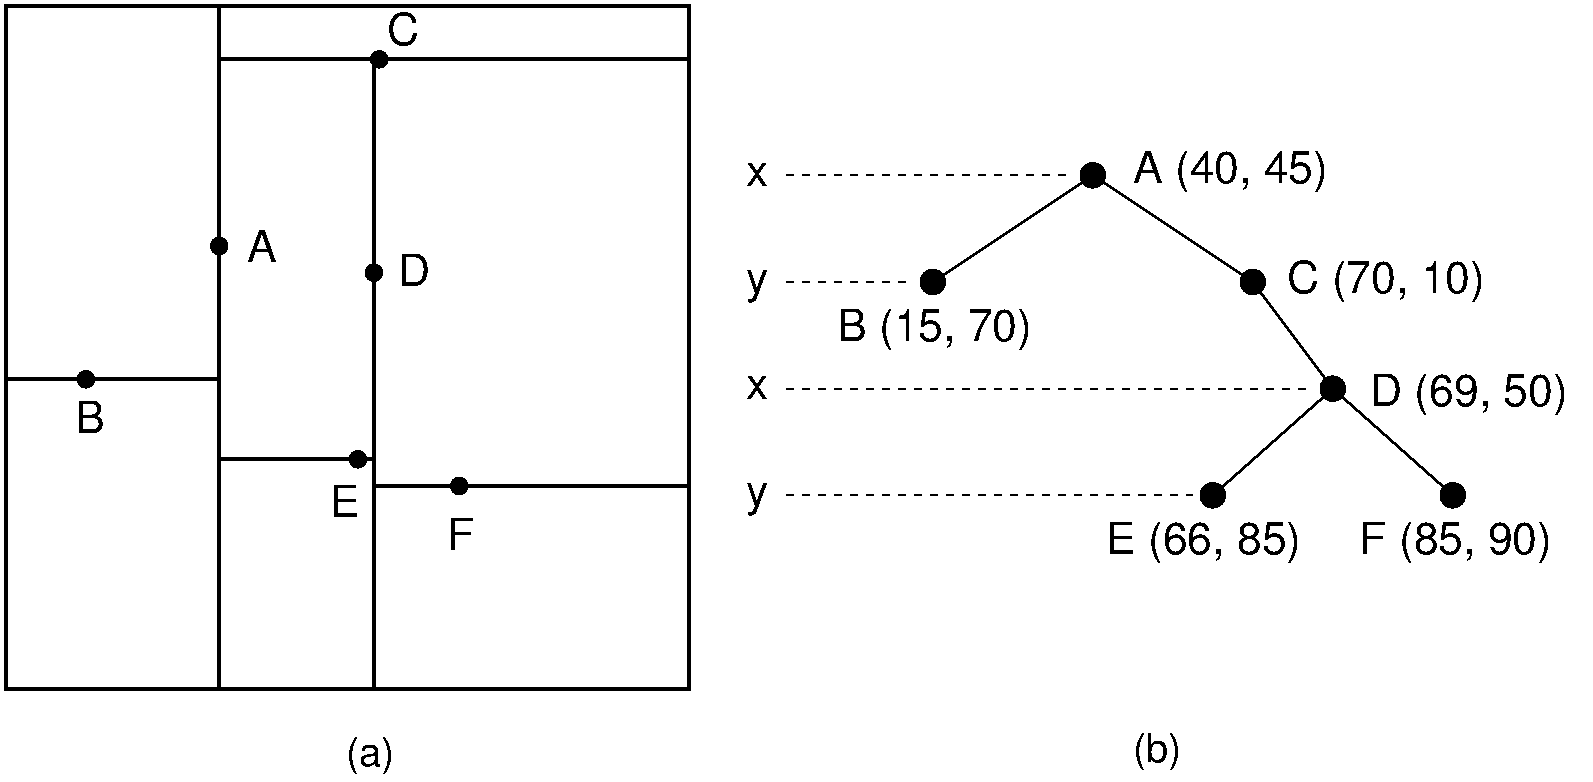 C
A
D
B
E
F
(a)
x
A (40, 45)
y
C (70, 10)
B (15, 70)
x
D (69, 50)
y
E (66, 85)
F (85, 90)
(b)